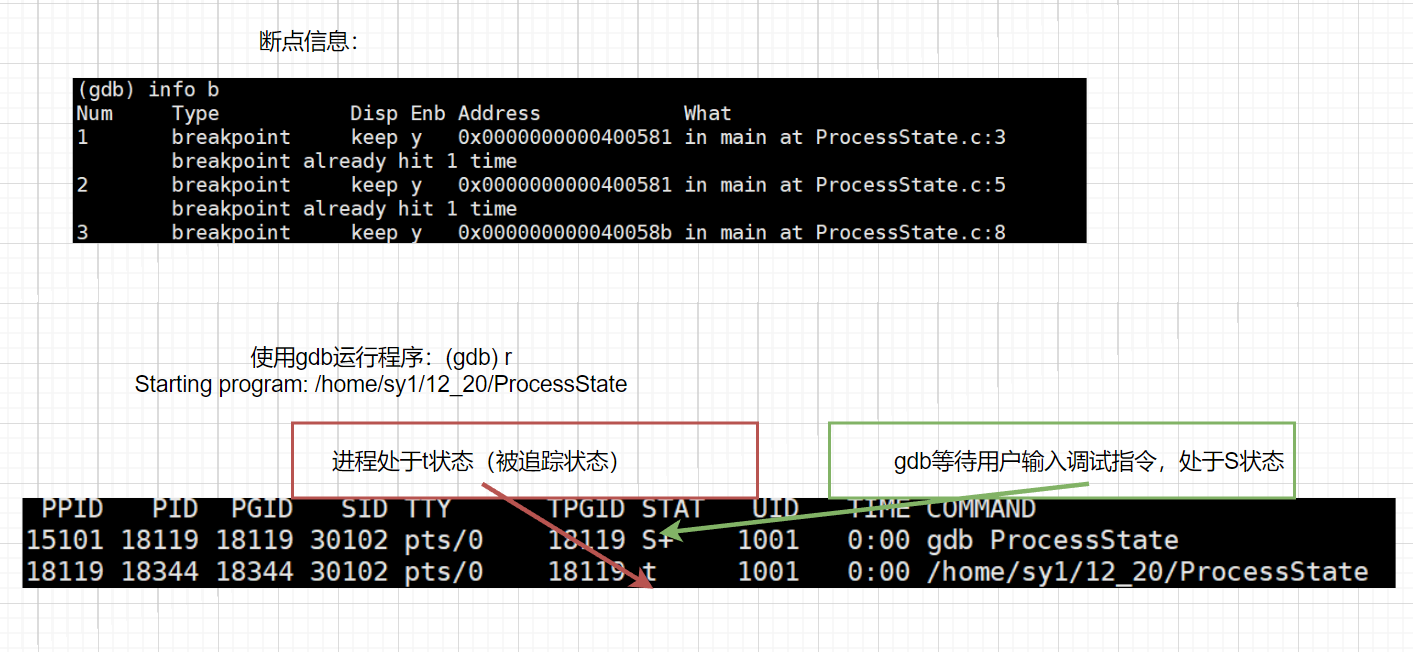 断点信息：
(gdb) info b
Num     Type           Disp Enb Address            What
1       breakpoint     keep y   0x0000000000400581 in main at ProcessState.c:3
        breakpoint already hit 1 time
2       breakpoint     keep y   0x0000000000400581 in main at ProcessState.c:5
        breakpoint already hit 1 time
3       breakpoint     keep y   0x000000000040058b in main at ProcessState.c:8
使用gdb运行程序：(gdb) r
Starting program: /home/sy1/12_20/ProcessState
进程处于t状态（被追踪状态）
gdb等待用户输入调试指令，处于S状态
PPID   PID  PGID   SID TTY      TPGID STAT   UID   TIME COMMAND
15101 18119 18119 30102 pts/0    18119 S+    1001   0:00 gdb ProcessState
18119 18344 18344 30102 pts/0    18119 t     1001   0:00 /home/sy1/12_20/ProcessState